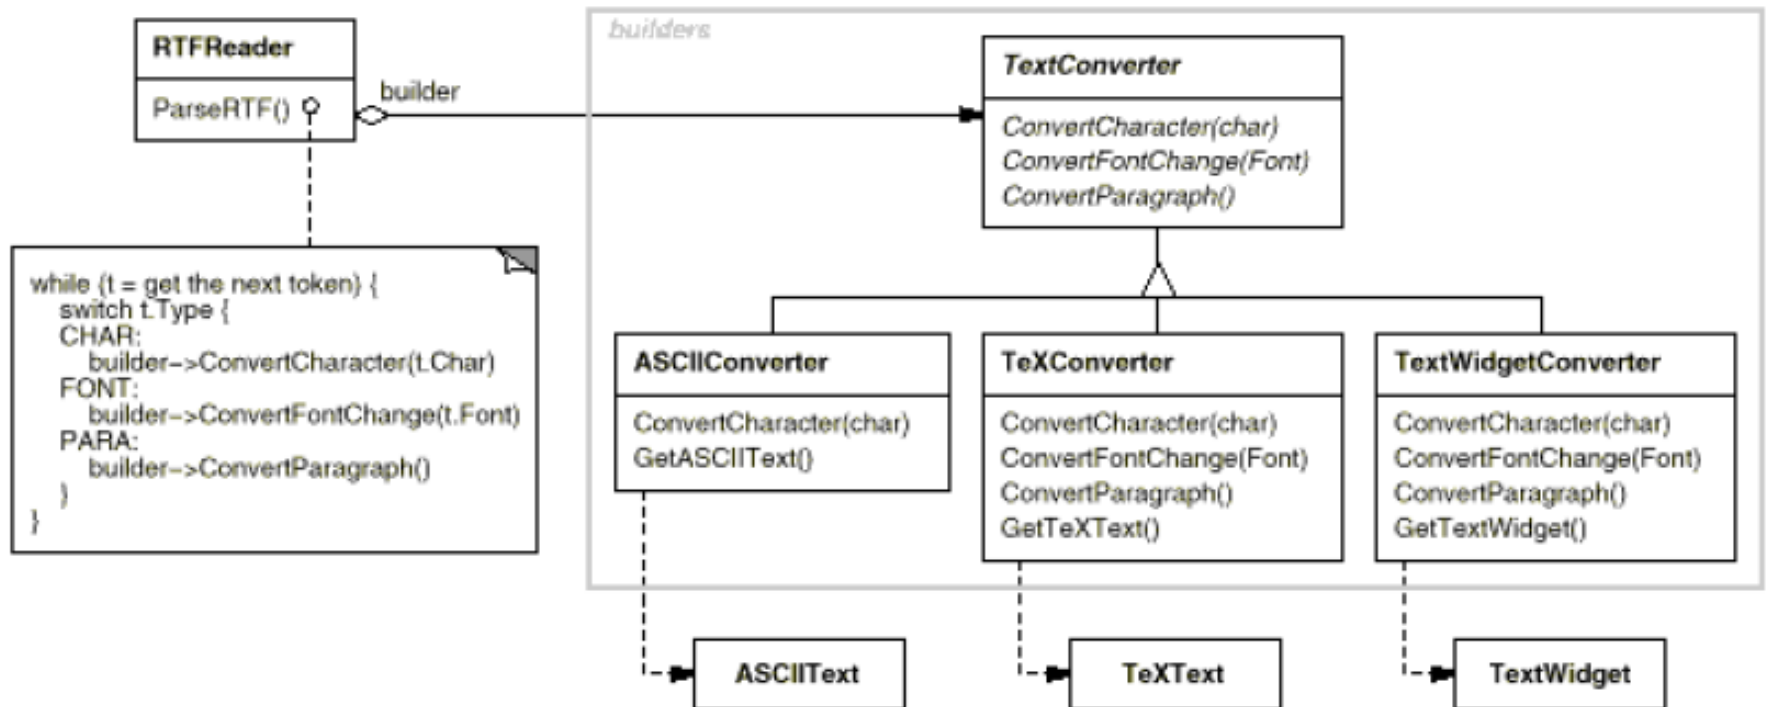 RTFReader
ParseRTF()
builder
builders
TextConverter
ConvertCharacter(char)
ConvertFontChange(Font)
ConvertParagraph()
while (t = get the next token) {
switch t.Type {
CHAR:
builder->ConvertCharacter(t.Char)
FONT:
builder->ConvertFontChange(t.Font)
PARA:
builder->ConvertParagraph()
}
}
ASCIIConverter
ConvertCharacter(char)
GetASCIIText()
TeXConverter
ConvertCharacter(char)
ConvertFontChange(Font)
ConvertParagraph()
GetTeXText()
TextWidgetConverter
ConvertCharacter(char)
ConvertFontChange(Font)
ConvertParagraph()
GetTextWidget()
ASCIIText
TeXText
TextWidget